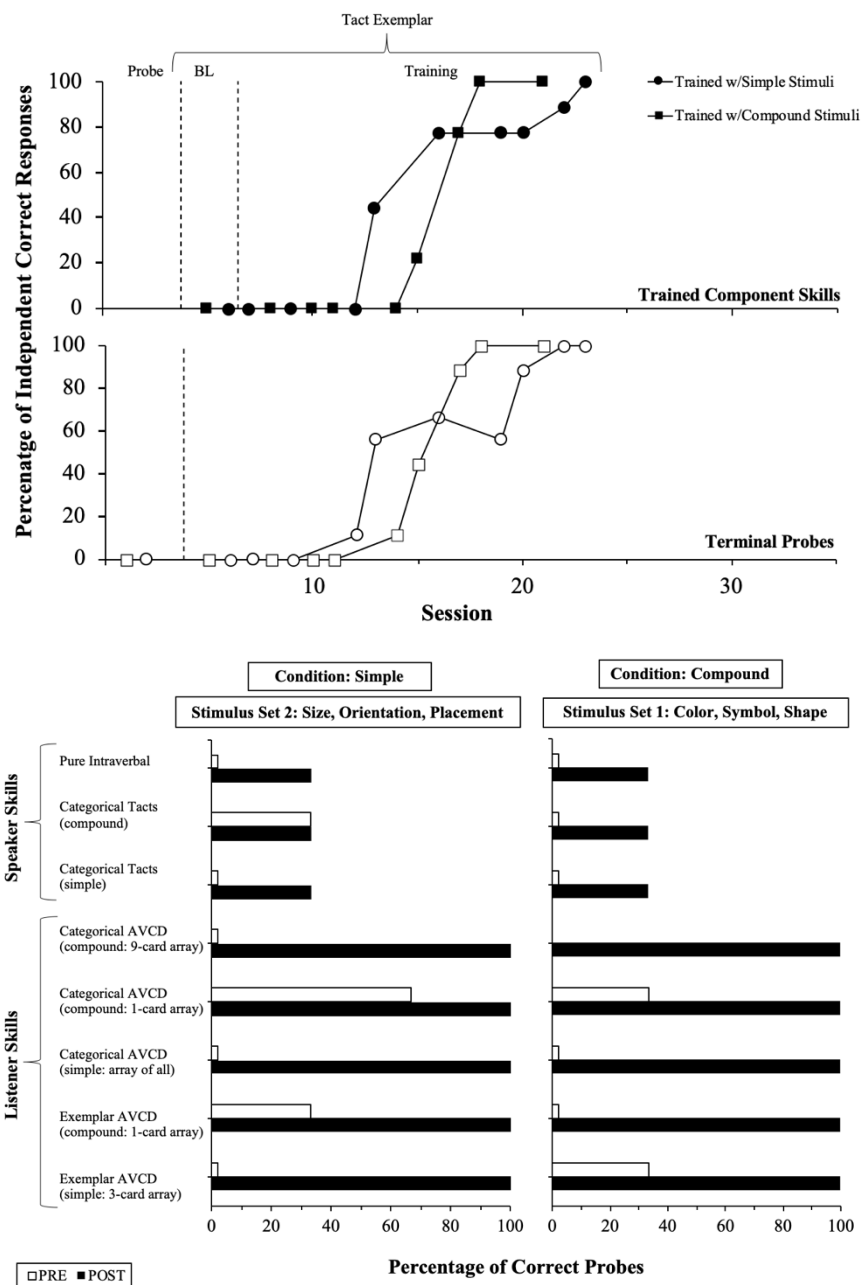 Tact Exemplar
Probe BL Training
Percentage of Independent Correct Responses
100
80
60
40
20
0
Trained w/Simple Stimuli
Trained w/Compound Stimuli
Trained Component Skills
Percenatge of Independent Correct Responses
100
80
60
40
20
0
Terminal Probes
10 20 30
Session
Condition: Simple
Condition: Compound
Stimulus Set 2: Size, Orientation, Placement
Stimulus Set 1: Color, Symbol, Shape
Speaker Skills
Pure Intraverbal
Categorical Tacts
(compound)
Categorical Tacts
(simple)
Listener Skills
Categorical AVCD
(compound: 9-card array)
Categorical AVCD
(compound: 1-card array)
Categorical AVCD
(simple: array of all)
Exemplar AVCD
(compound: 1-card array)
Exemplar AVCD
(simple: 3-card array)
0 20 40 60 80 100
0 20 40 60 80 100
Percentage of Correct Probes
PRE POST